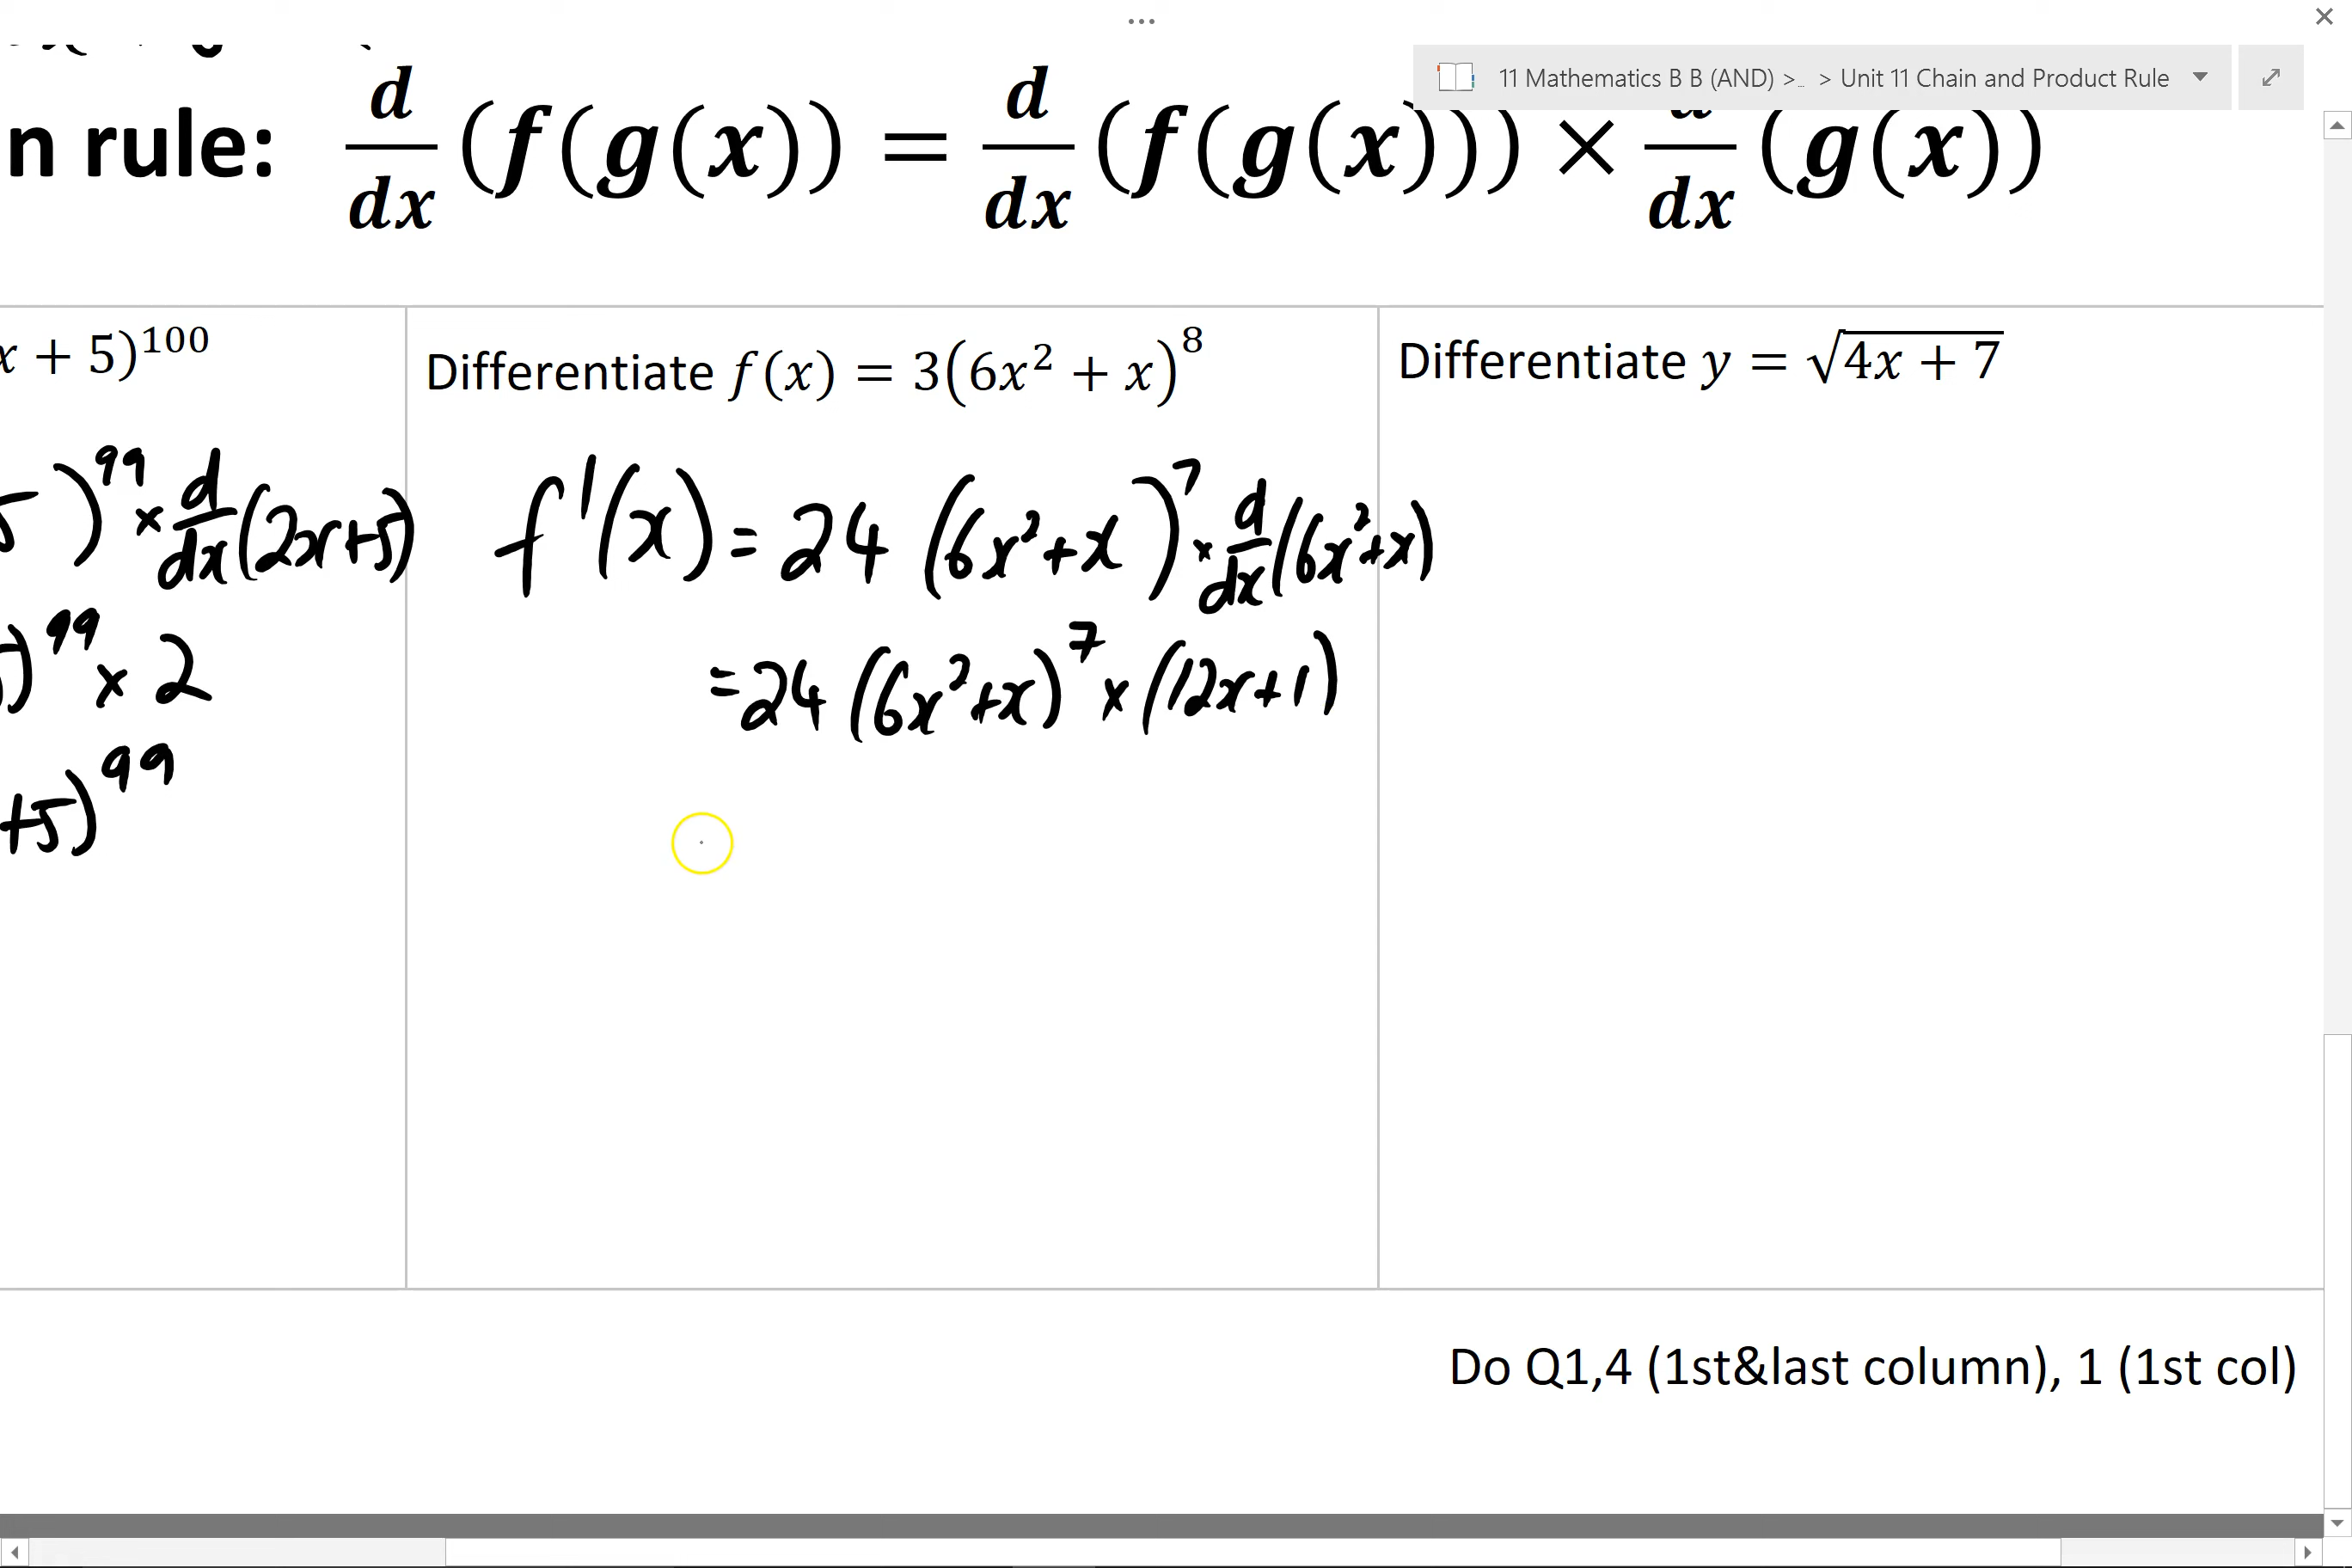 11 Mathematics B B (AND) >... > Unit 11 Chain and Product Rule
n rule: d/dx (f(g(x)) = d/dx (f(g(x))) × d/dx (g(x))
x + 5)^100
5)^99 × d/dx (2x+5)
)^99 × 2
+5)^99
Differentiate f(x) = 3(6x² + x)^8
f'(x) = 24 (6x²+x)^7 × d/dx (6x²+x)
= 24 (6x²+x)^7 × (12x+1)
Differentiate y = √(4x + 7)
Do Q1,4 (1st&last column), 1 (1st col)